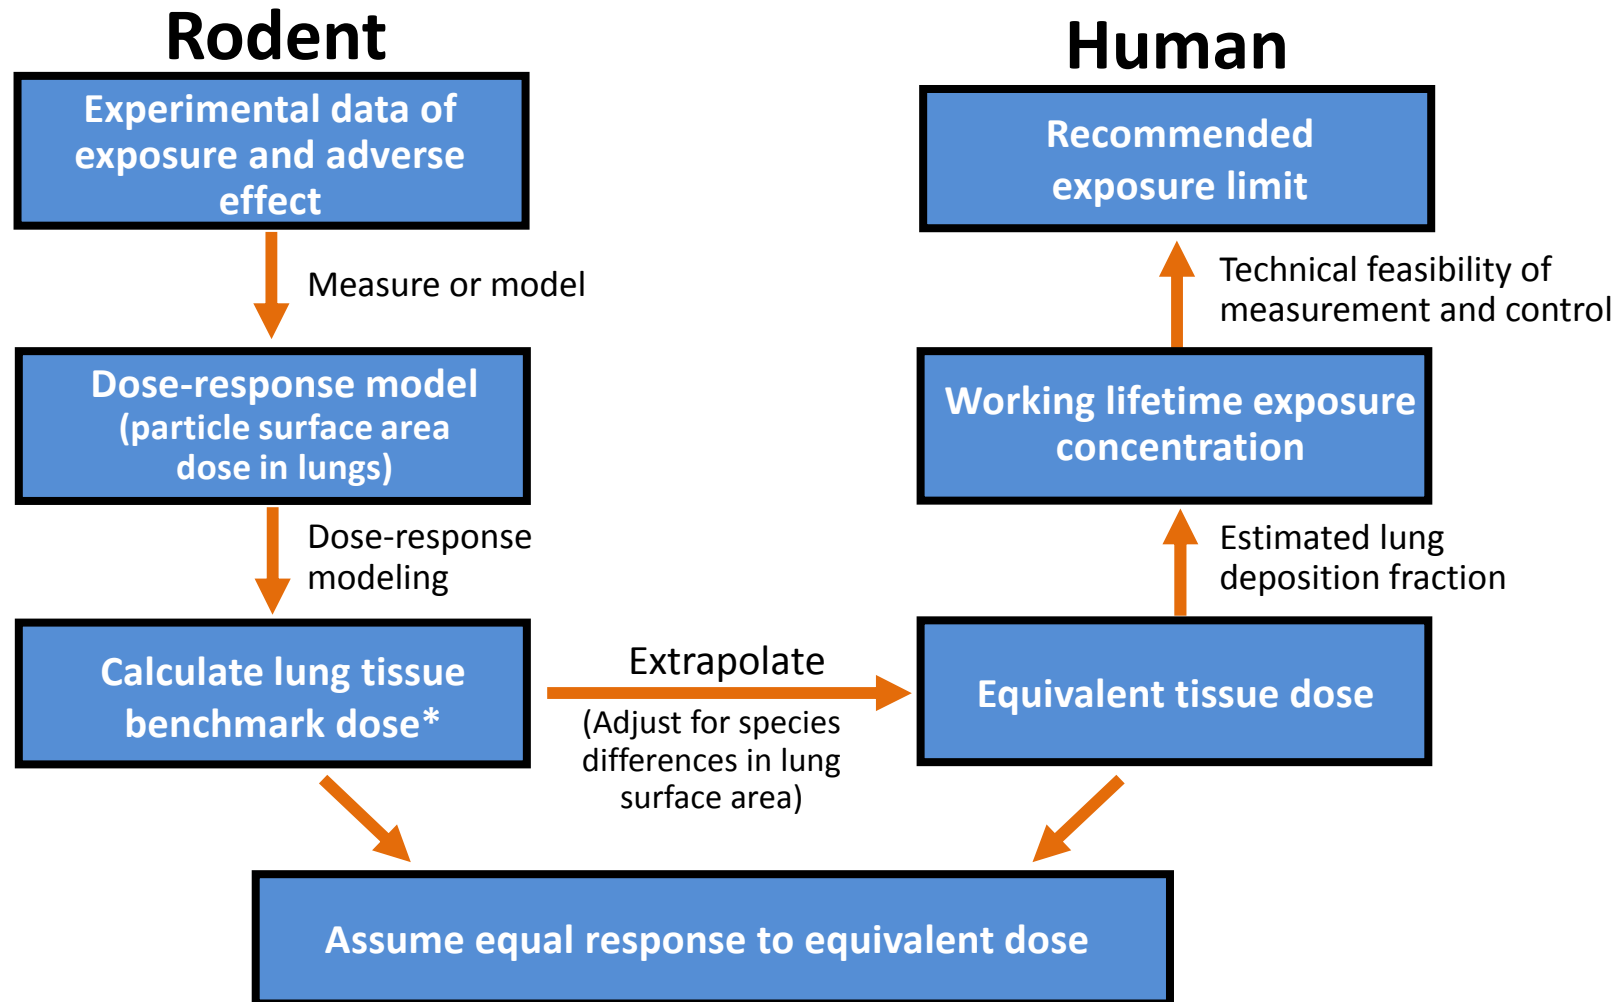 Rodent
Experimental data of
exposure and adverse
effect
Measure or model
Dose-response model
(particle surface area
dose in lungs)
Dose-response
modeling
Calculate lung tissue
benchmark dose*
Extrapolate
(Adjust for species
differences in lung
surface area)
Human
Recommended
exposure limit
Technical feasibility of
measurement and control
Working lifetime exposure
concentration
Estimated lung
deposition fraction
Equivalent tissue dose
Assume equal response to equivalent dose